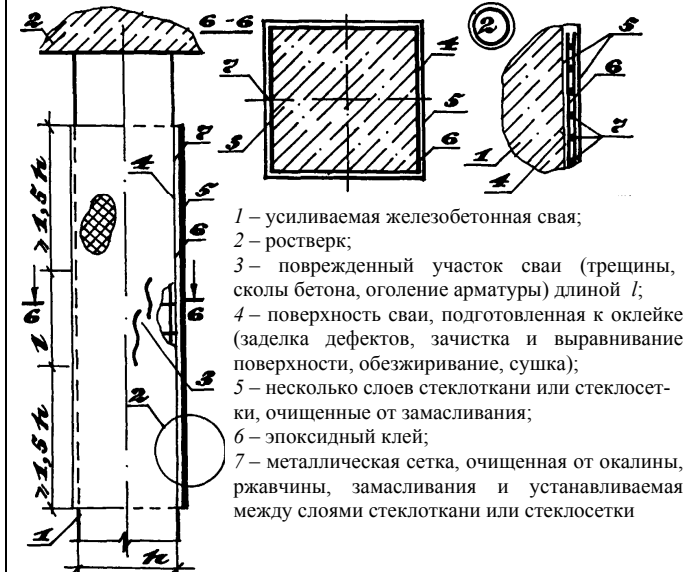 2
6 - 6
2
7
4
5
6
3
5
6
7
1
4
7
4
5
6
≥ 1,5 h
6
6
l
3
2
≥ 1,5 h
1
h
1 – усиливаемая железобетонная свая;
2 – ростверк;
3 – поврежденный участок сваи (трещины,
сколы бетона, оголение арматуры) длиной l;
4 – поверхность сваи, подготовленная к оклейке
(заделка дефектов, зачистка и выравнивание
поверхности, обезжиривание, сушка);
5 – несколько слоев стеклоткани или стеклосет-
ки, очищенные от замасливания;
6 – эпоксидный клей;
7 – металлическая сетка, очищенная от окалины,
ржавчины, замасливания и устанавливаемая
между слоями стеклоткани или стеклосетки